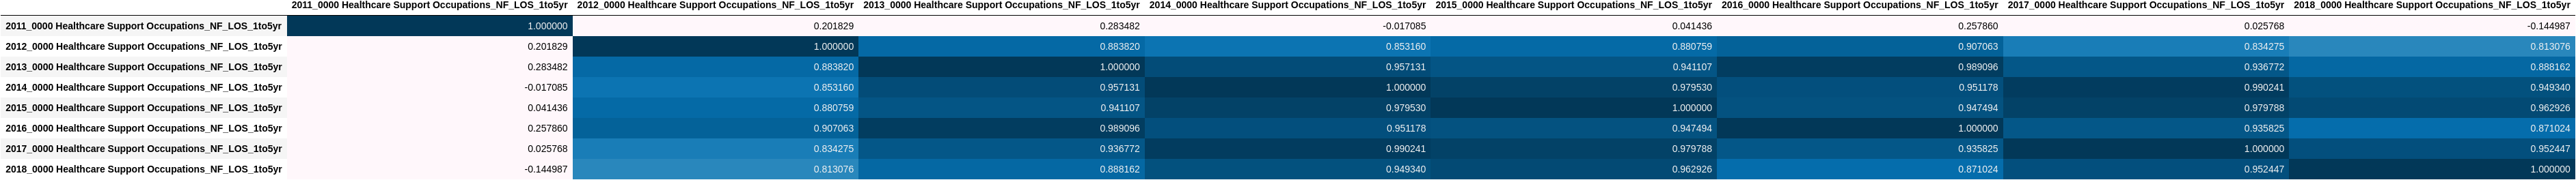 2011_0000 Healthcare Support Occupations_NF_LOS_1to5yr 2012_0000 Healthcare Support Occupations_NF_LOS_1to5yr 2013_0000 Healthcare Support Occupations_NF_LOS_1to5yr 2014_0000 Healthcare Support Occupations_NF_LOS_1to5yr 2015_0000 Healthcare Support Occupations_NF_LOS_1to5yr 2016_0000 Healthcare Support Occupations_NF_LOS_1to5yr 2017_0000 Healthcare Support Occupations_NF_LOS_1to5yr 2018_0000 Healthcare Support Occupations_NF_LOS_1to5yr
2011_0000 Healthcare Support Occupations_NF_LOS_1to5yr 1.000000 0.201829 0.283482 -0.017085 0.041436 0.257860 0.025768 -0.144987
2012_0000 Healthcare Support Occupations_NF_LOS_1to5yr 0.201829 1.000000 0.883820 0.853160 0.880759 0.907063 0.834275 0.813076
2013_0000 Healthcare Support Occupations_NF_LOS_1to5yr 0.283482 0.883820 1.000000 0.957131 0.941107 0.989096 0.936772 0.888162
2014_0000 Healthcare Support Occupations_NF_LOS_1to5yr -0.017085 0.853160 0.957131 1.000000 0.979530 0.951178 0.990241 0.949340
2015_0000 Healthcare Support Occupations_NF_LOS_1to5yr 0.041436 0.880759 0.941107 0.979530 1.000000 0.947494 0.979788 0.962926
2016_0000 Healthcare Support Occupations_NF_LOS_1to5yr 0.257860 0.907063 0.989096 0.951178 0.947494 1.000000 0.935825 0.871024
2017_0000 Healthcare Support Occupations_NF_LOS_1to5yr 0.025768 0.834275 0.936772 0.990241 0.979788 0.935825 1.000000 0.952447
2018_0000 Healthcare Support Occupations_NF_LOS_1to5yr -0.144987 0.813076 0.888162 0.949340 0.962926 0.871024 0.952447 1.000000